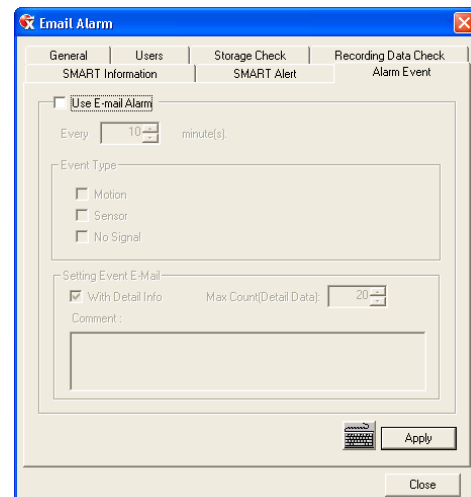 Email Alarm
General Users Storage Check Recording Data Check
SMART Information SMART Alert Alarm Event
Use E-mail Alarm
Every 10 minute(s).
Event Type
Motion
Sensor
No Signal
Setting Event E-Mail
With Detail Info Max Count(Detail Data): 20
Comment :
Apply
Close